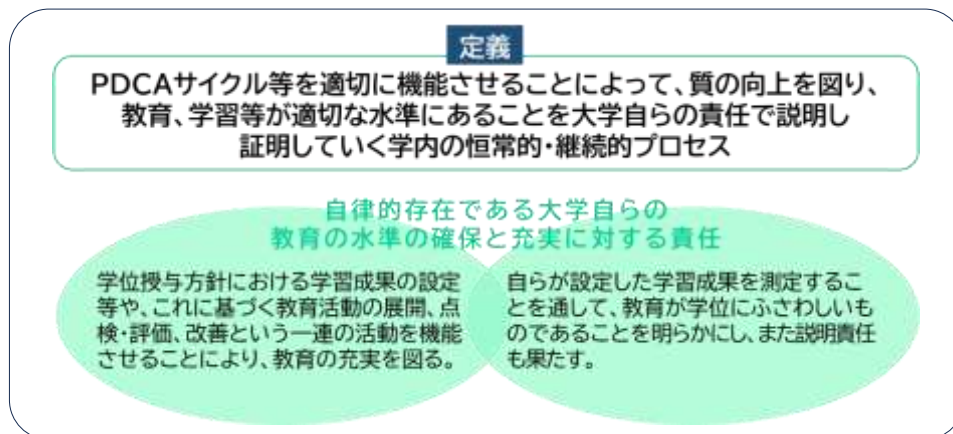 定義
PDCAサイクル等を適切に機能させることによって、質の向上を図り、
教育、学習等が適切な水準にあることを大学自らの責任で説明し
証明していく学内の恒常的・継続的プロセス
自律的存在である大学自らの
教育の水準の確保と充実に対する責任
学位授与方針における学習成果の設定
等や、これに基づく教育活動の展開、点
検・評価、改善という一連の活動を機能
させることにより、教育の充実を図る。
自らが設定した学習成果を測定するこ
とを通して、教育が学位にふさわしいも
のであることを明らかにし、また説明責任
も果たす。